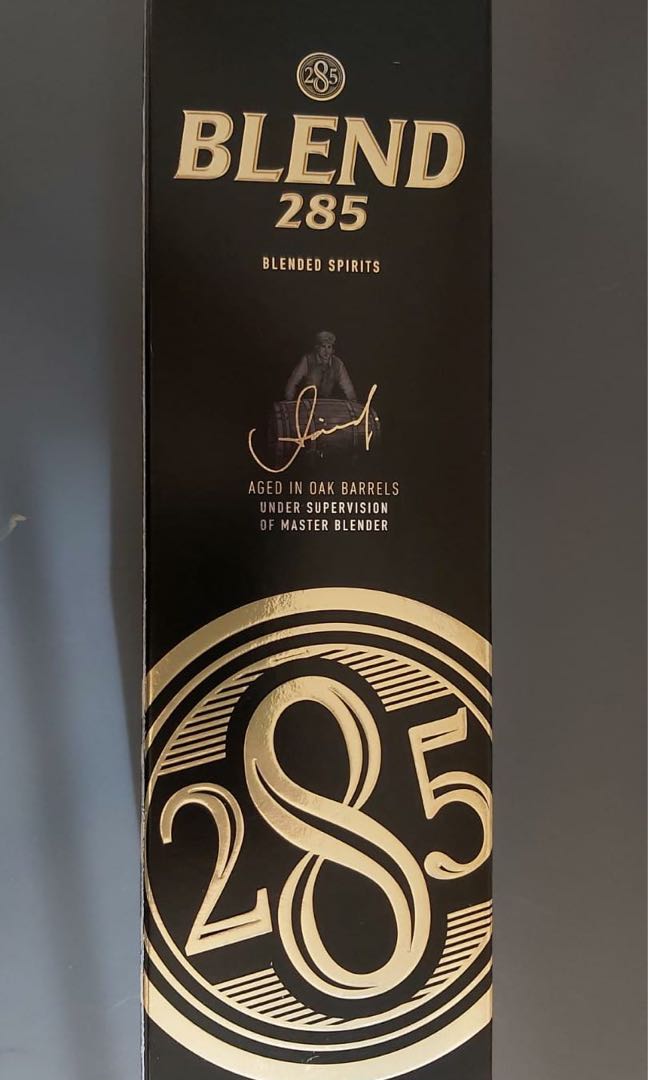 285
BLEND
285
BLENDED SPIRITS
AGED IN OAK BARRELS
UNDER SUPERVISION
OF MASTER BLENDER
285